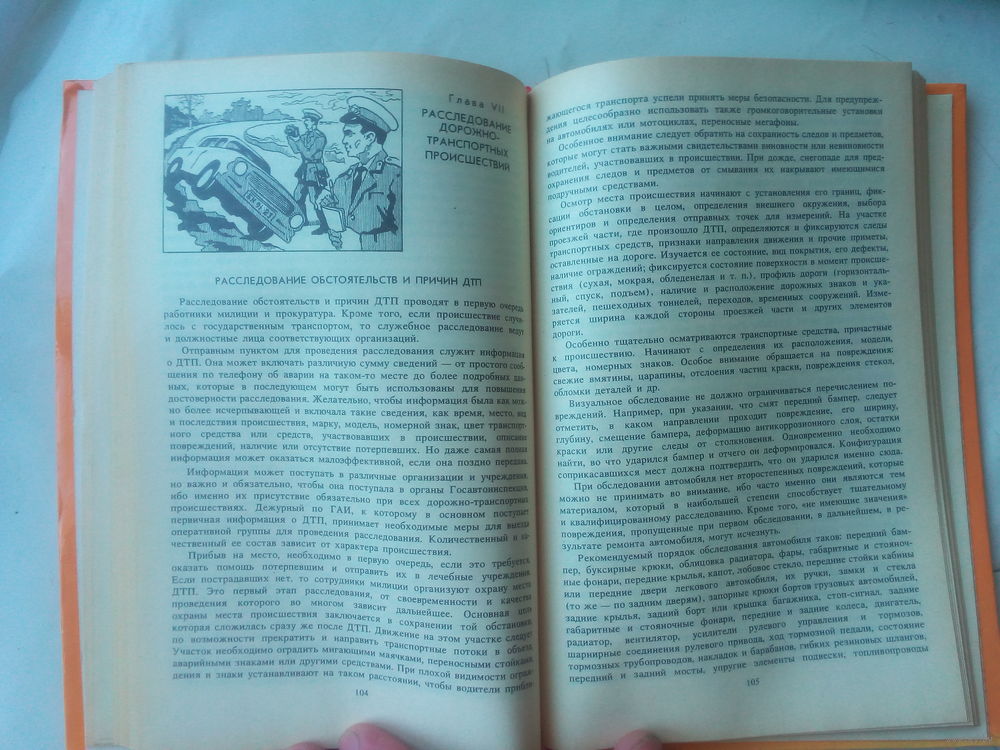 Глава VII
РАССЛЕДОВАНИЕ
ДОРОЖНО-
ТРАНСПОРТНЫХ
ПРОИСШЕСТВИЙ
РАССЛЕДОВАНИЕ ОБСТОЯТЕЛЬСТВ И ПРИЧИН ДТП
Расследование обстоятельств и причин ДТП проводят в первую очередь
работники милиции и прокуратура. Кроме того, если происшествие случи-
лось с государственным транспортом, то служебное расследование ведут
и должностные лица соответствующих организаций.
Отправным пунктом для проведения расследования служит информация
о ДТП. Она может включать различную сумму сведений — от простого сооб-
щения по телефону об аварии на таком-то месте до более подробных дан-
ных, которые в последующем могут быть использованы для повышения
достоверности расследования. Желательно, чтобы информация была как мож-
но более исчерпывающей и включала такие сведения, как время, место, вид
и последствия происшествия, марку, модель, номерной знак, цвет транспорт-
ного средства или средств, участвовавших в происшествии, описание
повреждений, наличие или отсутствие потерпевших. Но даже самая полная
информация может оказаться малоэффективной, если она поздно передана.
Информация может поступать в различные организации и учреждения,
но важно и обязательно, чтобы она поступала в органы Госавтоинспекции,
ибо именно их присутствие обязательно при всех дорожно-транспортных
происшествиях. Дежурный по ГАИ, к которому в основном поступает
первичная информация о ДТП, принимает необходимые меры для выезда
оперативной группы для проведения расследования. Количественный и ка-
чественный ее состав зависит от характера происшествия.
Прибыв на место, необходимо в первую очередь, если это требуется,
оказать помощь потерпевшим и отправить их в лечебные учреждения.
Если пострадавших нет, то сотрудники милиции организуют охрану места
ДТП. Это первый этап расследования, от своевременности и качества
проведения которого во многом зависит дальнейшее. Основная цель
охраны места происшествия заключается в сохранении той обстановки,
которая сложилась сразу же после ДТП. Движение на этом участке следует
по возможности прекратить и направить транспортные потоки в объезд.
Участок необходимо оградить мигающими маячками, переносными стойками,
аварийными знаками или другими средствами. При плохой видимости ограж-
дения и знаки устанавливают на таком расстоянии, чтобы водители прибли-
104
жающегося транспорта успели принять меры безопасности. Для предупреж-
дения целесообразно использовать также громкоговорительные установки
на автомобилях или мотоциклах, переносные мегафоны.
Особенное внимание следует обратить на сохранность следов и предметов,
которые могут стать важными свидетельствами виновности или невиновности
водителей, участвовавших в происшествии. При дожде, снегопаде для пред-
охранения следов и предметов от смывания их накрывают имеющимися
подручными средствами.
Осмотр места происшествия начинают с установления его границ, фик-
сации обстановки в целом, определения внешнего окружения, выбора
ориентиров и определения отправных точек для измерений. На участке
проезжей части, где произошло ДТП, определяются и фиксируются следы
транспортных средств, признаки направления движения и прочие приметы,
оставленные на дороге. Изучается ее состояние, вид покрытия, его дефекты,
наличие ограждений; фиксируется состояние поверхности в момент происше-
ствия (сухая, мокрая, обледенелая и т. п.), профиль дороги (горизонталь-
ный, спуск, подъем), наличие и расположение дорожных знаков и ука-
зателей, пешеходных тоннелей, переходов, временных сооружений. Изме-
ряется ширина каждой стороны проезжей части и других элементов
дороги.
Особенно тщательно осматриваются транспортные средства, причастные
к происшествию. Начинают с определения их расположения, модели,
цвета, номерных знаков. Особое внимание обращается на повреждения:
свежие вмятины, царапины, отслоения частиц краски, повреждения стекол,
обломки деталей и др.
Визуальное обследование не должно ограничиваться перечислением по-
вреждений. Например, при указании, что смят передний бампер, следует
отметить, в каком направлении проходит повреждение, его ширину,
глубину, смещение бампера, деформацию антикоррозионного слоя, остатки
краски или другие следы от столкновения. Одновременно необходимо
найти, во что ударился бампер и отчего он деформировался. Конфигурация
соприкасавшихся мест должна подтвердить, что он ударился именно сюда.
При обследовании автомобиля нет второстепенных повреждений, которые
можно не принимать во внимание, ибо часто именно они являются тем
материалом, который в наибольшей степени способствует тщательному
и квалифицированному расследованию. Кроме того, «не имеющие значения»
повреждения, пропущенные при первом обследовании, в дальнейшем, в ре-
зультате ремонта автомобиля, могут исчезнуть.
Рекомендуемый порядок обследования автомобиля таков: передний бам-
пер, буксирные крюки, облицовка радиатора, фары, габаритные и стояноч-
ные фонари, передние крылья, капот, лобовое стекло, передние стойки кабины
или передние двери легкового автомобиля, их ручки, замки и стекла
(то же — по задним дверям), запорные крюки бортов грузовых автомобилей,
задние крылья, задний борт или крышка багажника, стоп-сигнал, задние
габаритные и стояночные фонари, передние и задние колеса, двигатель,
радиатор, вентилятор, усилители рулевого управления и тормозов,
шарнирные соединения рулевого привода, ход тормозной педали, состояние
тормозных трубопроводов, накладок и барабанов, гибких резиновых шлангов,
передний и задний мосты, упругие элементы подвески, топливопроводы
105